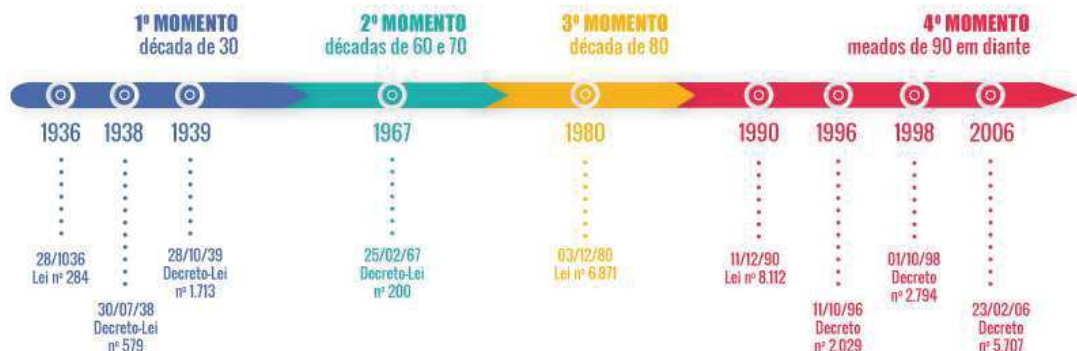 1º MOMENTO
década de 30
2º MOMENTO
décadas de 60 e 70
3º MOMENTO
década de 80
4º MOMENTO
meados de 90 em diante
1936
1938
1939
1967
1980
1990
1996
1998
2006
28/1036
Lei nº 284
30/07/38
Decreto-Lei
nº 579
28/10/39
Decreto-Lei
nº 1.713
25/02/67
Decreto-Lei
nº 200
03/12/80
Lei nº 6.871
11/12/90
Lei nº 8.112
11/10/96
Decreto
nº 2.029
01/10/98
Decreto
nº 2.794
23/02/06
Decreto
nº 5.707